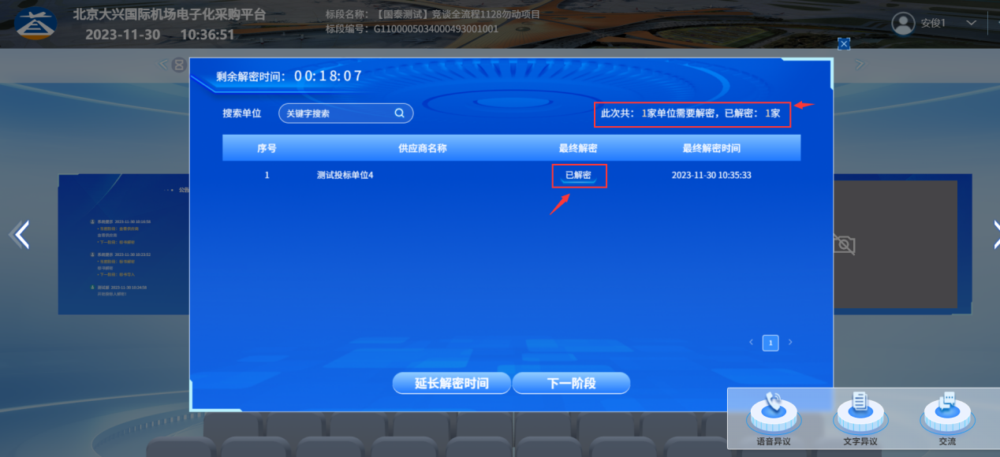 北京大兴国际机场电子化采购平台
2023-11-30 10:36:51
标段名称：【国泰测试】竞谈全流程1128勿动项目
标段编号：G1100005034000493001001
安俊1
剩余解密时间：00:18:07
搜索单位
关键字搜索
此次共：1家单位需要解密，已解密：1家
序号 供应商名称 最终解密 最终解密时间
1 测试投标单位4 已解密 2023-11-30 10:35:33
公告
1
延长解密时间
下一阶段
语音异议
文字异议
交流